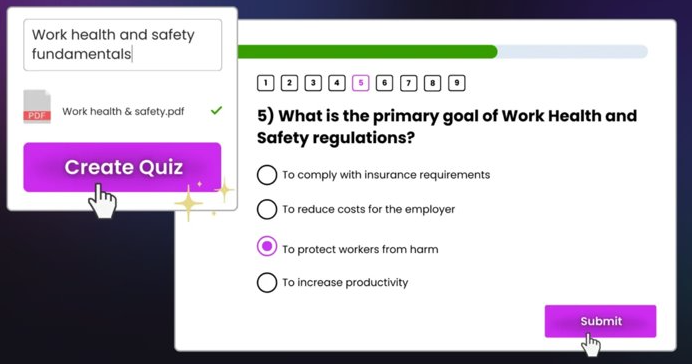 Work health and safety
fundamentals
PDF
Work health & safety.pdf
Create Quiz
1 2 3 4 5 6 7 8 9
5) What is the primary goal of Work Health and
Safety regulations?
To comply with insurance requirements
To reduce costs for the employer
To protect workers from harm
To increase productivity
Submit